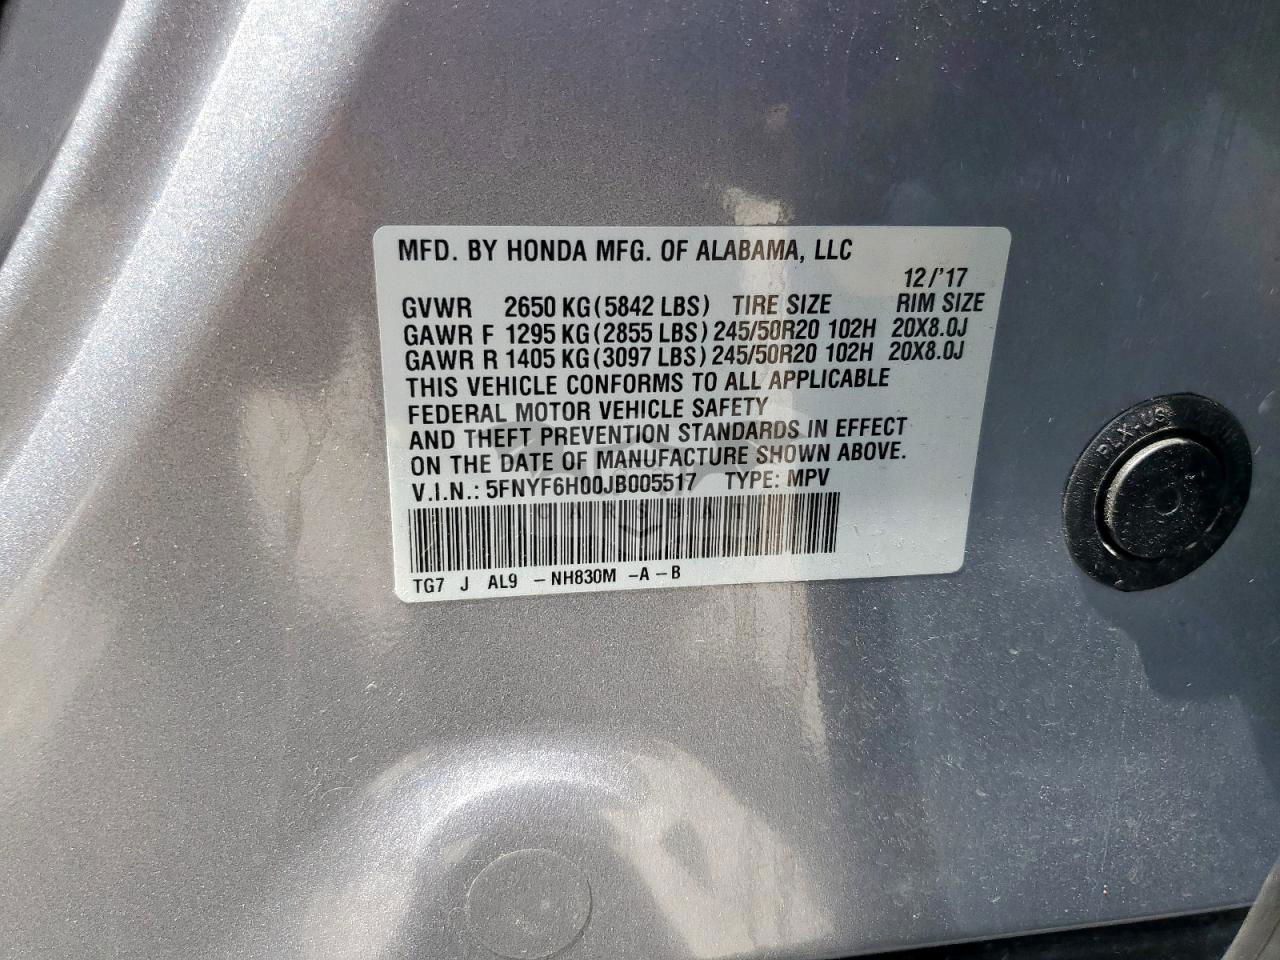 MFD. BY HONDA MFG. OF ALABAMA, LLC
12/'17
GVWR 2650 KG(5842 LBS) TIRE SIZE RIM SIZE
GAWR F 1295 KG(2855 LBS) 245/50R20 102H 20X8.0J
GAWR R 1405 KG(3097 LBS) 245/50R20 102H 20X8.0J
THIS VEHICLE CONFORMS TO ALL APPLICABLE
FEDERAL MOTOR VEHICLE SAFETY
AND THEFT PREVENTION STANDARDS IN EFFECT
ON THE DATE OF MANUFACTURE SHOWN ABOVE.
V.I.N.: 5FNYF6H00JB005517 TYPE: MPV
TG7 J AL9 -NH830M -A-B